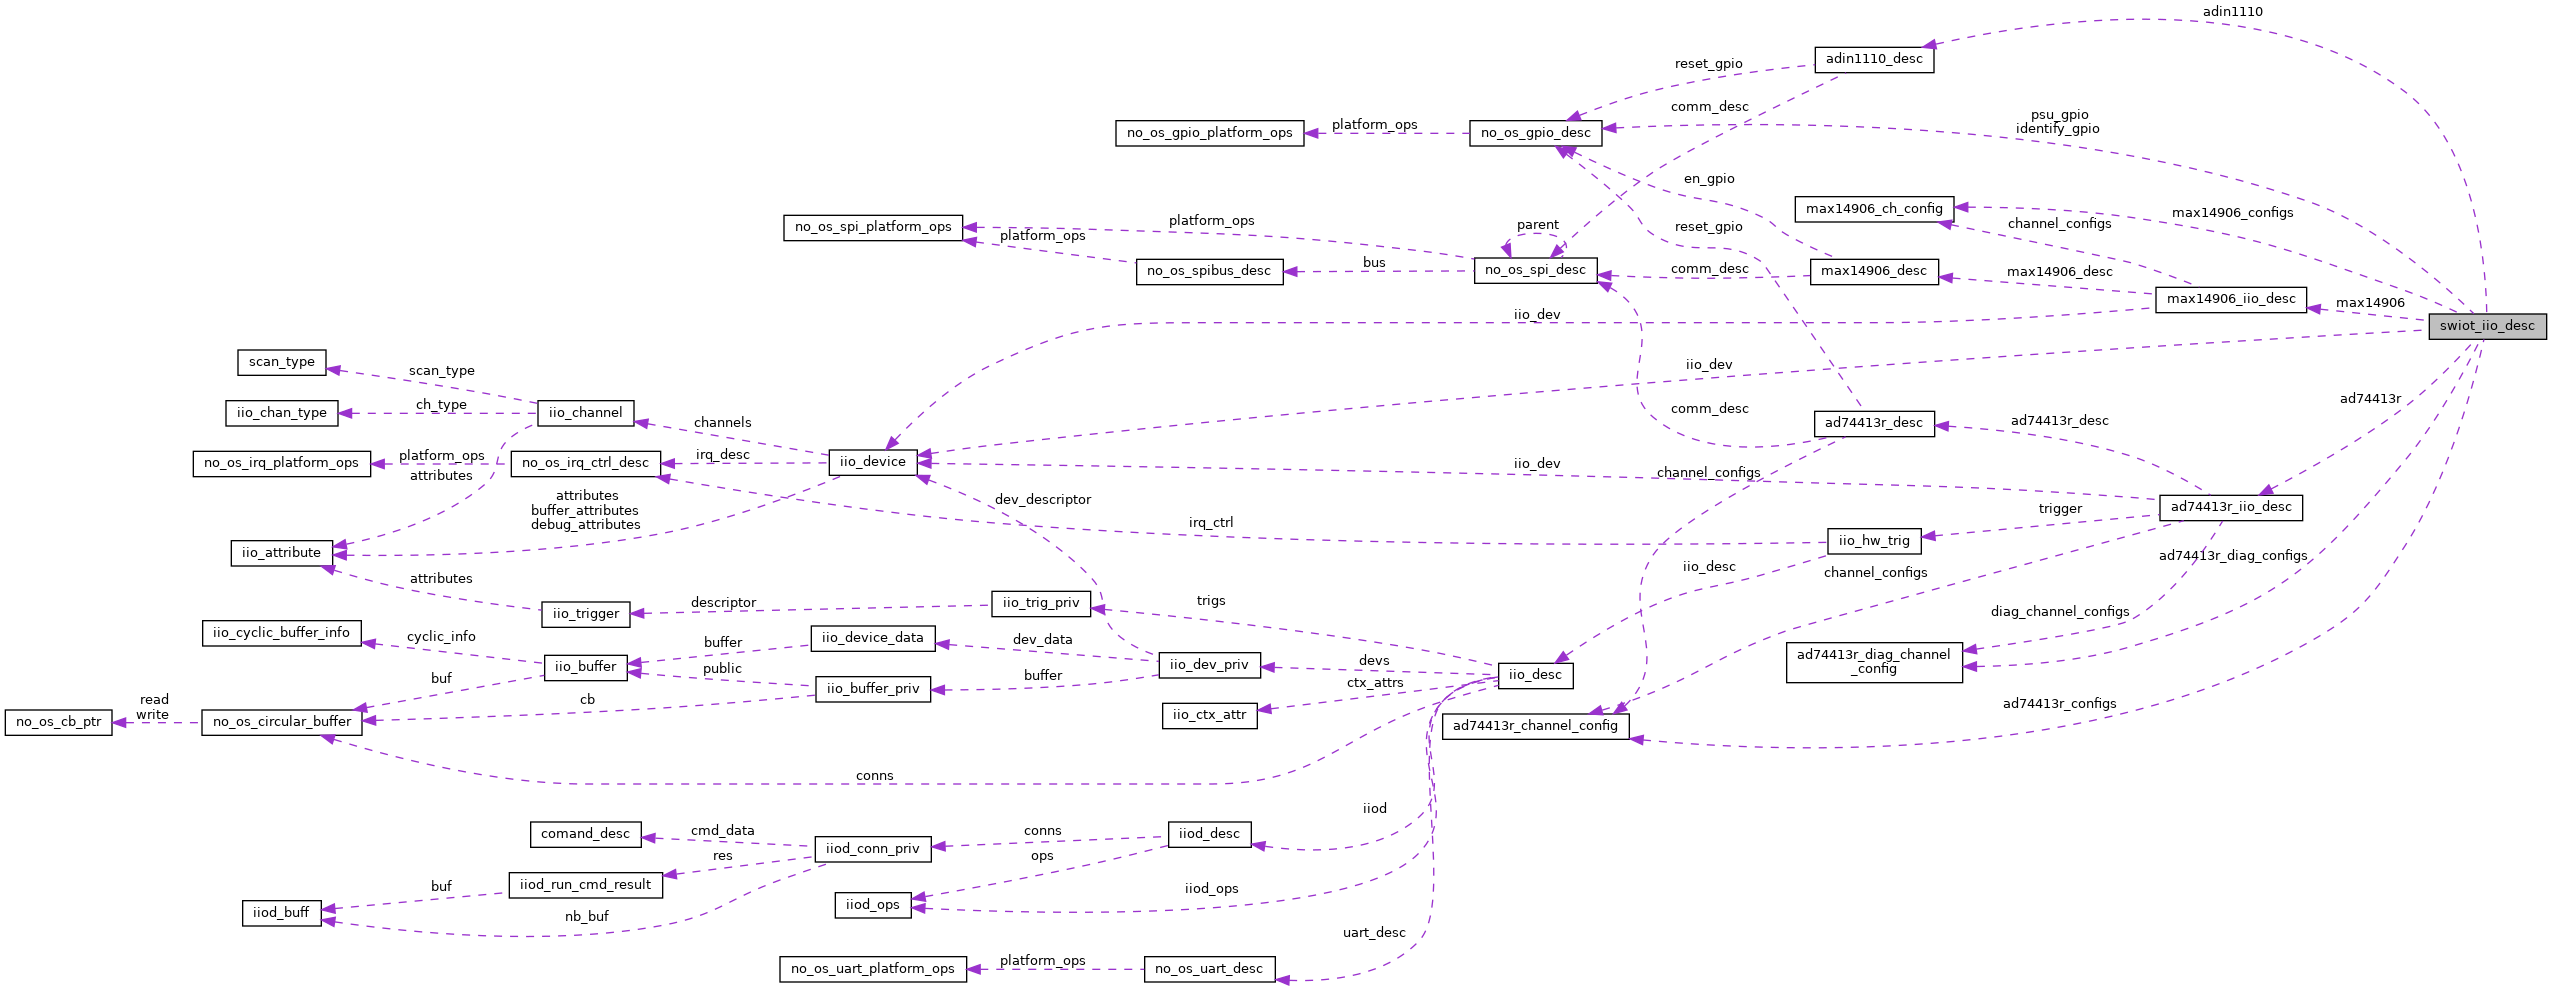 adin1110
adin1110_desc
reset_gpio
comm_desc
psu_gpio
identify_gpio
no_os_gpio_platform_ops
platform_ops
no_os_gpio_desc
en_gpio
max14906_ch_config
max14906_configs
channel_configs
no_os_spi_platform_ops
platform_ops
platform_ops
parent
reset_gpio
no_os_spibus_desc
bus
no_os_spi_desc
comm_desc
max14906_desc
max14906_desc
max14906_iio_desc
max14906
swiot_iio_desc
iio_dev
scan_type
scan_type
iio_dev
iio_chan_type
ch_type
iio_channel
channels
comm_desc
ad74413r_desc
ad74413r_desc
ad74413r
no_os_irq_platform_ops
platform_ops
attributes
no_os_irq_ctrl_desc
irq_desc
iio_device
iio_dev
channel_configs
attributes
buffer_attributes
debug_attributes
dev_descriptor
irq_ctrl
trigger
ad74413r_iio_desc
iio_attribute
iio_hw_trig
ad74413r_diag_configs
iio_desc
channel_configs
attributes
iio_trigger
descriptor
iio_trig_priv
trigs
diag_channel_configs
iio_cyclic_buffer_info
cyclic_info
buffer
iio_device_data
dev_data
iio_buffer
public
iio_dev_priv
devs
iio_desc
ad74413r_diag_channel
_config
buf
iio_buffer_priv
buffer
ctx_attrs
cb
iio_ctx_attr
ad74413r_configs
read
write
no_os_cb_ptr
no_os_circular_buffer
ad74413r_channel_config
conns
iiod
comand_desc
cmd_data
iiod_conn_priv
conns
iiod_desc
res
ops
iiod_run_cmd_result
buf
iiod_buff
nb_buf
iiod_ops
iiod_ops
uart_desc
no_os_uart_platform_ops
platform_ops
no_os_uart_desc